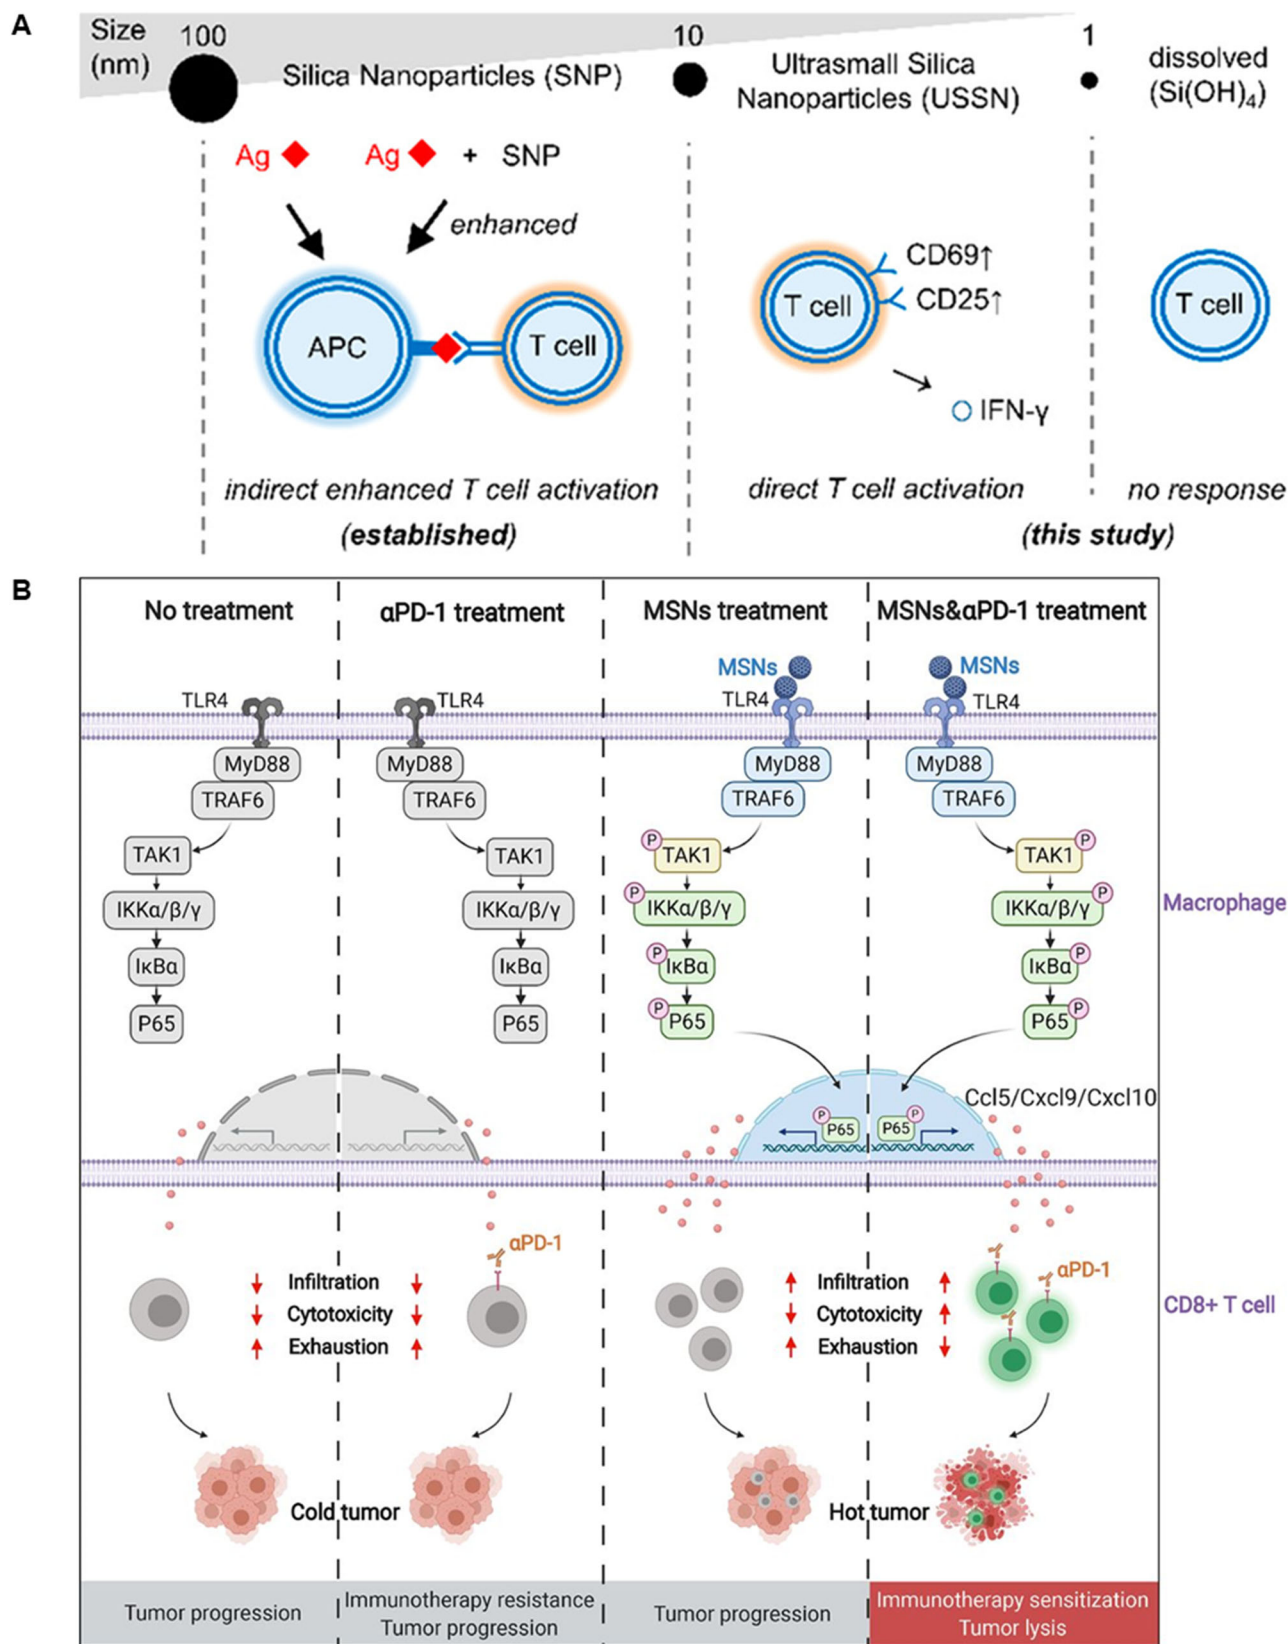 A
Size (nm)
100
10
1
Silica Nanoparticles (SNP)
Ultrasmall Silica
Nanoparticles (USSN)
dissolved
(Si(OH)₄)
Ag
Ag + SNP
enhanced
APC
T cell
T cell
CD69↑
CD25↑
IFN-γ
T cell
indirect enhanced T cell activation
(established)
direct T cell activation
no response
(this study)
B
No treatment
αPD-1 treatment
MSNs treatment
MSNs&αPD-1 treatment
MSNs
MSNs
TLR4
TLR4
TLR4
TLR4
MyD88
MyD88
MyD88
MyD88
TRAF6
TRAF6
TRAF6
TRAF6
TAK1
TAK1
P
TAK1
TAK1
P
IKKα/β/γ
IKKα/β/γ
P
IKKα/β/γ
IKKα/β/γ
P
Macrophage
IκBα
IκBα
P
IκBα
IκBα
P
P65
P65
P
P65
P65
P
Ccl5/Cxcl9/Cxcl10
P
P65
P
P65
αPD-1
αPD-1
↓ Infiltration ↓
↑ Infiltration ↑
↓ Cytotoxicity ↓
↓ Cytotoxicity ↑
↑ Exhaustion ↑
↑ Exhaustion ↓
CD8+ T cell
Cold tumor
Hot tumor
Tumor progression
Immunotherapy resistance
Tumor progression
Tumor progression
Immunotherapy sensitization
Tumor lysis